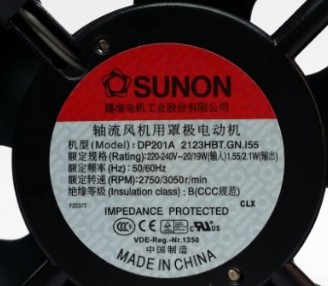 SUNON
建准电机工业股份有限公司
轴流风机用罩极电动机
机型(Model): DP201A 2123HBT.GN.I55
额定规格(Rating):220-240V~20/19W(输入)1.55/2.1W(输出)
额定频率(Hz): 50/60Hz
额定转速(RPM):2750/3050r/min
绝缘等级(Insulation class) : B(CCC规范)
F2237T CLX
IMPEDANCE PROTECTED
VDE-Reg.-Nr.1358
中国制造
MADE IN CHINA